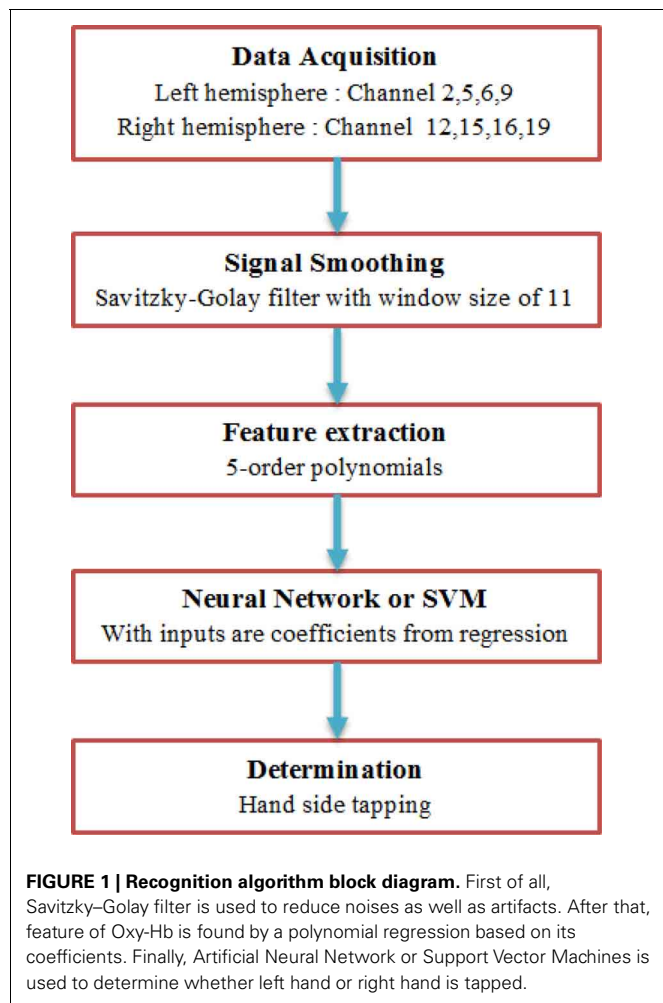 Data Acquisition
Left hemisphere : Channel 2,5,6,9
Right hemisphere : Channel 12,15,16,19
Signal Smoothing
Savitzky-Golay filter with window size of 11
Feature extraction
5-order polynomials
Neural Network or SVM
With inputs are coefficients from regression
Determination
Hand side tapping
FIGURE 1 | Recognition algorithm block diagram. First of all,
Savitzky–Golay filter is used to reduce noises as well as artifacts. After that,
feature of Oxy-Hb is found by a polynomial regression based on its
coefficients. Finally, Artificial Neural Network or Support Vector Machines is
used to determine whether left hand or right hand is tapped.